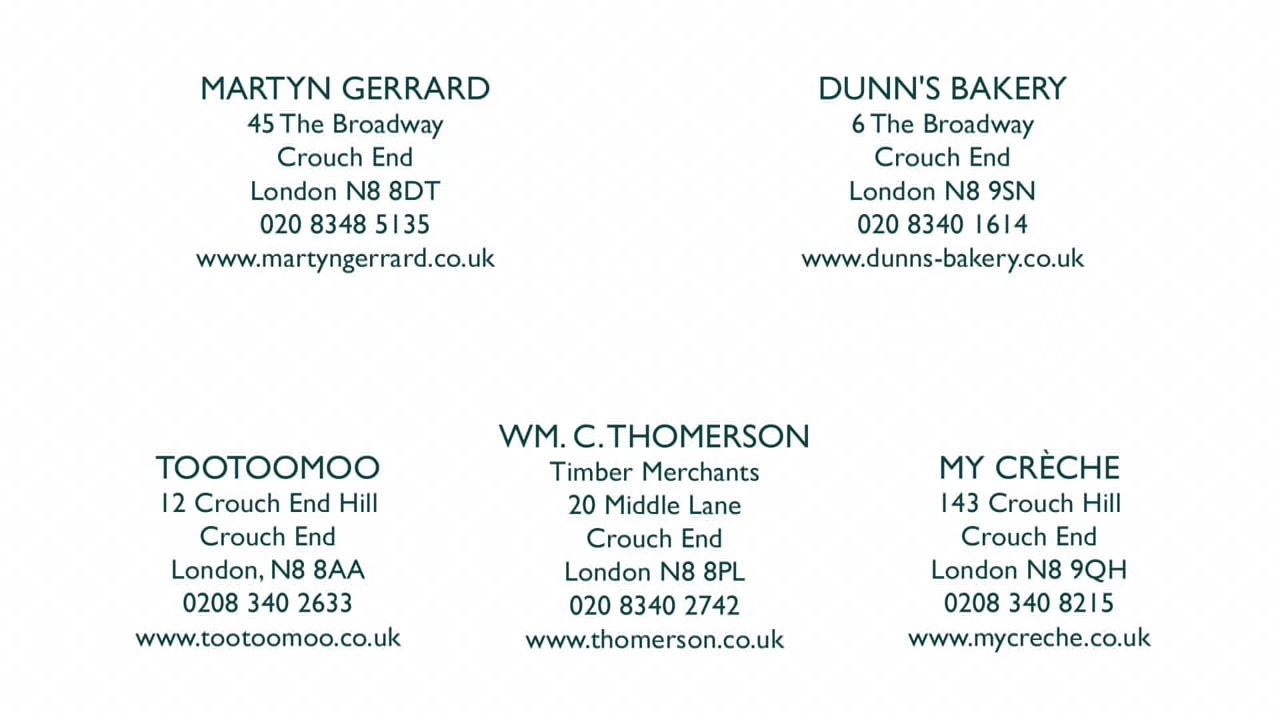 MARTYN GERRARD
45 The Broadway
Crouch End
London N8 8DT
020 8348 5135
www.martyngerrard.co.uk
DUNN'S BAKERY
6 The Broadway
Crouch End
London N8 9SN
020 8340 1614
www.dunns-bakery.co.uk
TOOTOOMOO
12 Crouch End Hill
Crouch End
London, N8 8AA
0208 340 2633
www.tootoomoo.co.uk
WM. C. THOMERSON
Timber Merchants
20 Middle Lane
Crouch End
London N8 8PL
020 8340 2742
www.thomerson.co.uk
MY CRÈCHE
143 Crouch Hill
Crouch End
London N8 9QH
0208 340 8215
www.mycreche.co.uk